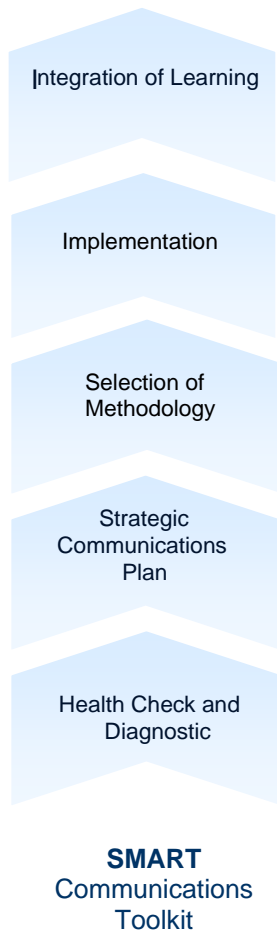 Integration of Learning
Implementation
Selection of
Methodology
Strategic
Communications
Plan
Health Check and
Diagnostic
SMART
Communications
Toolkit